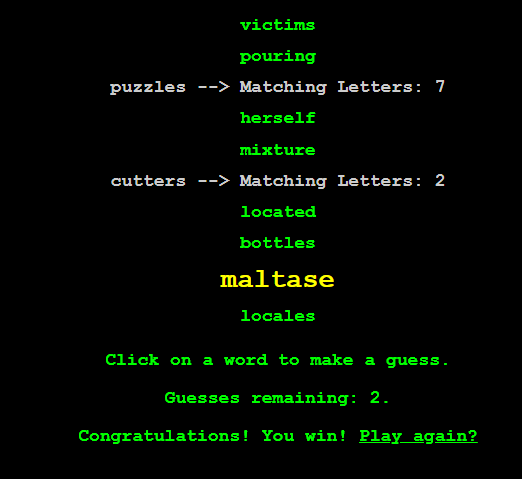 victims
pouring
puzzles --> Matching Letters: 7
herself
mixture
cutters --> Matching Letters: 2
located
bottles
maltase
locales
Click on a word to make a guess.
Guesses remaining: 2.
Congratulations! You win! Play again?